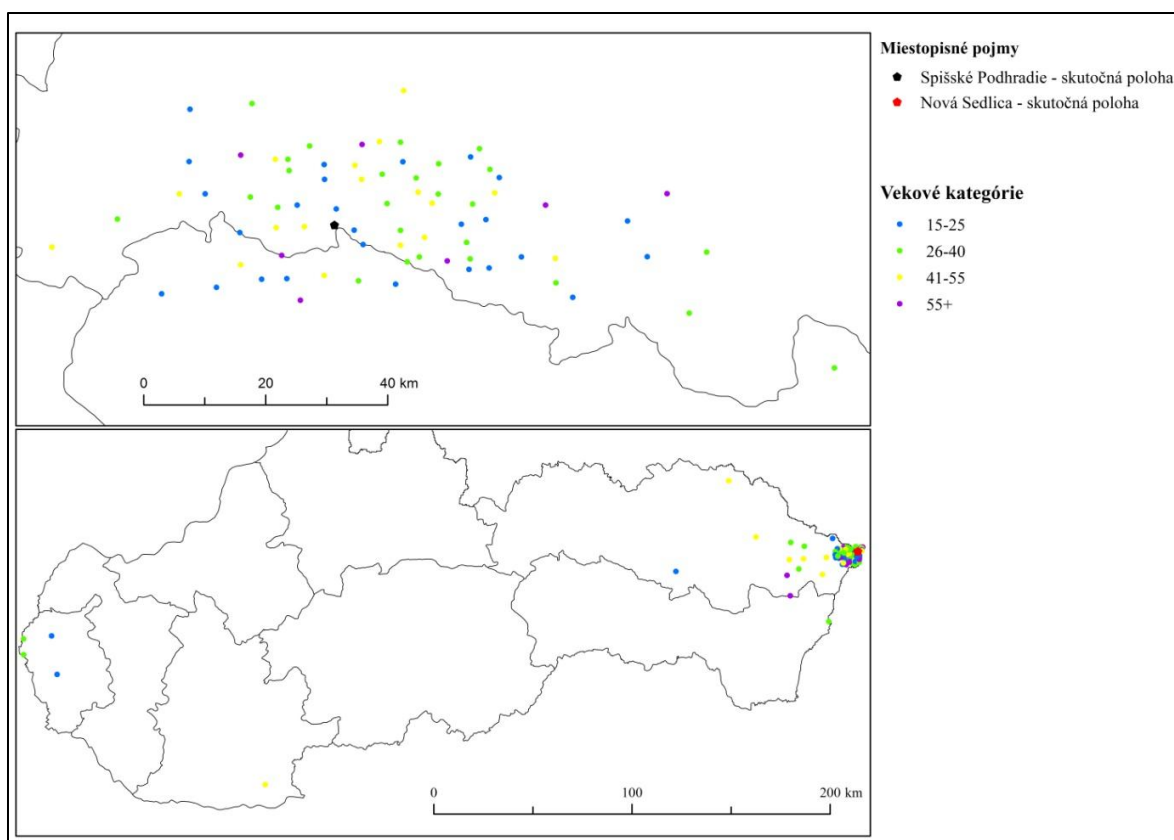 Miestopisné pojmy
Spišské Podhradie - skutočná poloha
Nová Sedlica - skutočná poloha
Vekové kategórie
15-25
26-40
41-55
55+
0 20 40 km
0 100 200 km